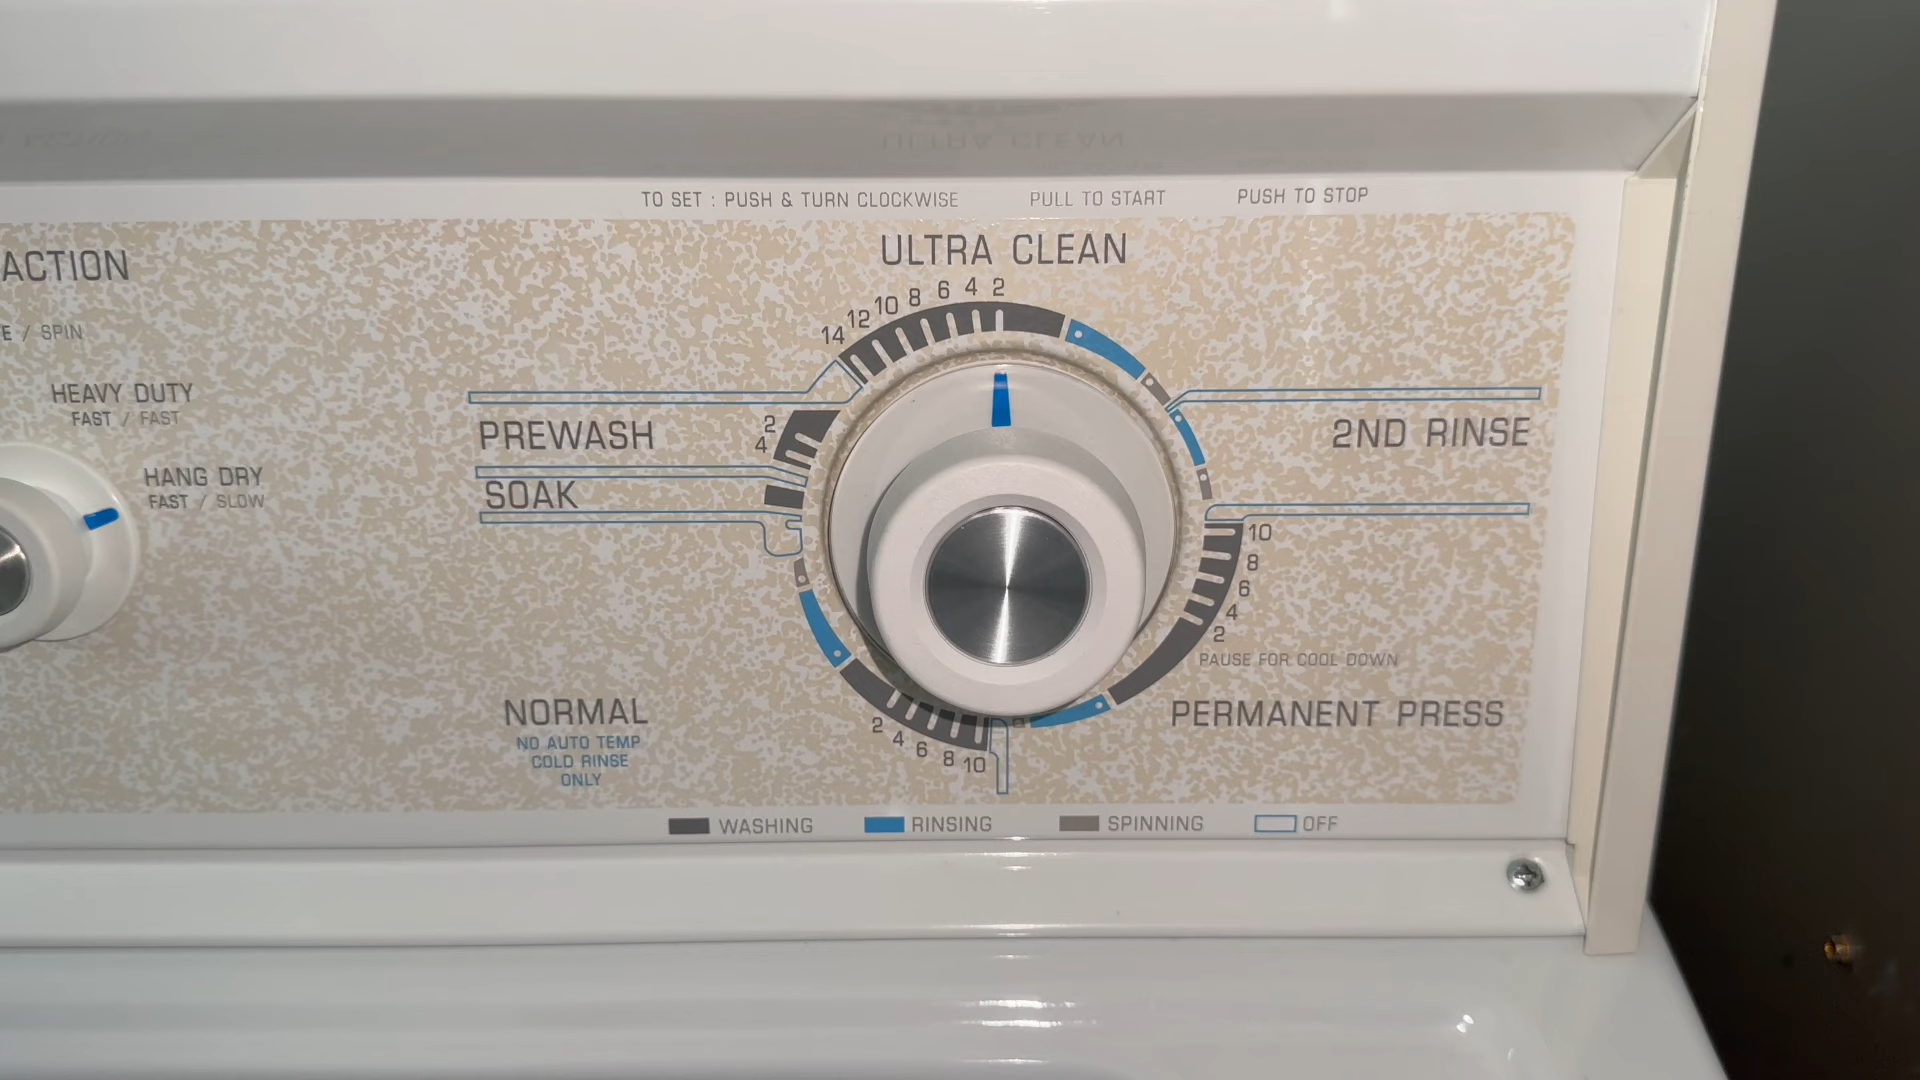 TO SET : PUSH & TURN CLOCKWISE PULL TO START PUSH TO STOP
ACTION
E / SPIN
HEAVY DUTY
FAST / FAST
HANG DRY
FAST / SLOW
ULTRA CLEAN
14 12 10 8 6 4 2
PREWASH
2
4
SOAK
2ND RINSE
10
8
6
4
2
PAUSE FOR COOL DOWN
PERMANENT PRESS
NORMAL
NO AUTO TEMP
COLD RINSE
ONLY
2 4 6 8 10
WASHING RINSING SPINNING OFF